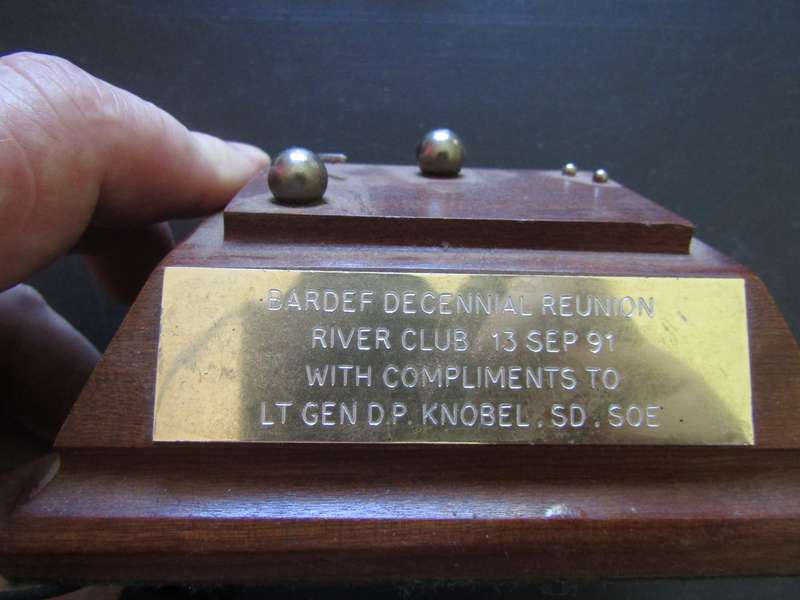 BARDEF DECENNIAL REUNION
RIVER CLUB. 13 SEP 91
WITH COMPLIMENTS TO
LT GEN D.P. KNOBEL. SD. SOE